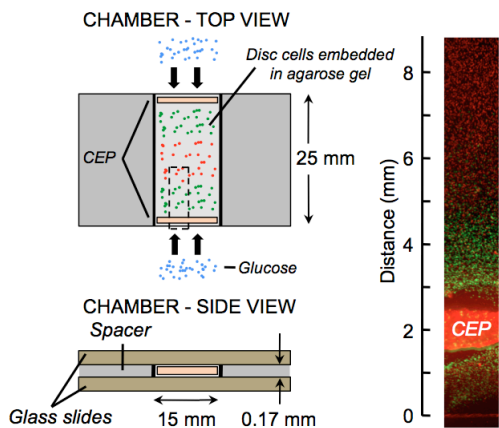 CHAMBER - TOP VIEW
Disc cells embedded
in agarose gel
CEP
25 mm
Glucose
CHAMBER - SIDE VIEW
Spacer
Glass slides
15 mm
0.17 mm
Distance (mm)
8
6
4
2
0
CEP